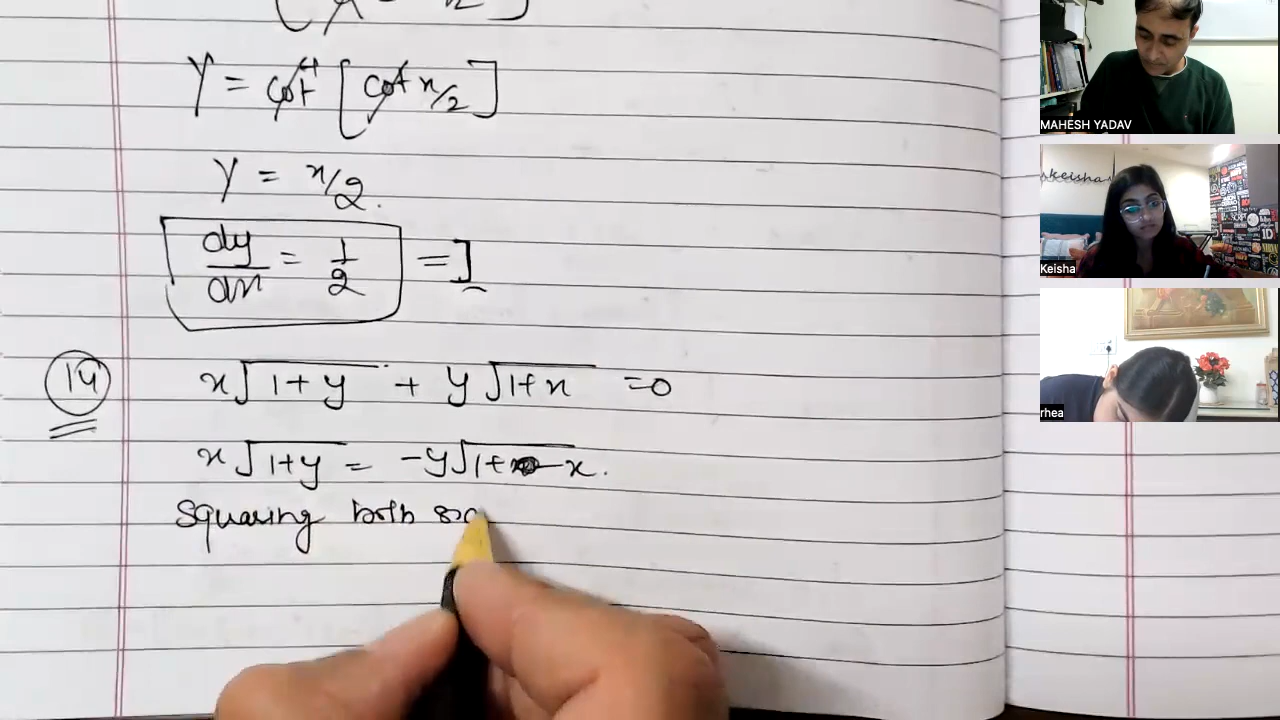 Y = cot⁻¹ [cot x/2]
Y = x/2.
dy/dx = 1/2 = ]
14 x√1+y + y√1+x =0
x√1+y = -y√1+ x.
Squaring both
MAHESH YADAV
keisha
Keisha
rhea